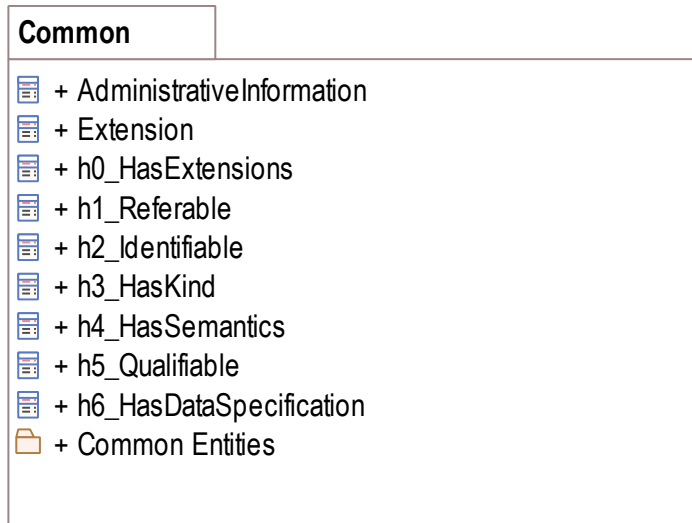 Common
+ AdministrativeInformation
+ Extension
+ h0_HasExtensions
+ h1_Referable
+ h2_Identifiable
+ h3_HasKind
+ h4_HasSemantics
+ h5_Qualifiable
+ h6_HasDataSpecification
+ Common Entities